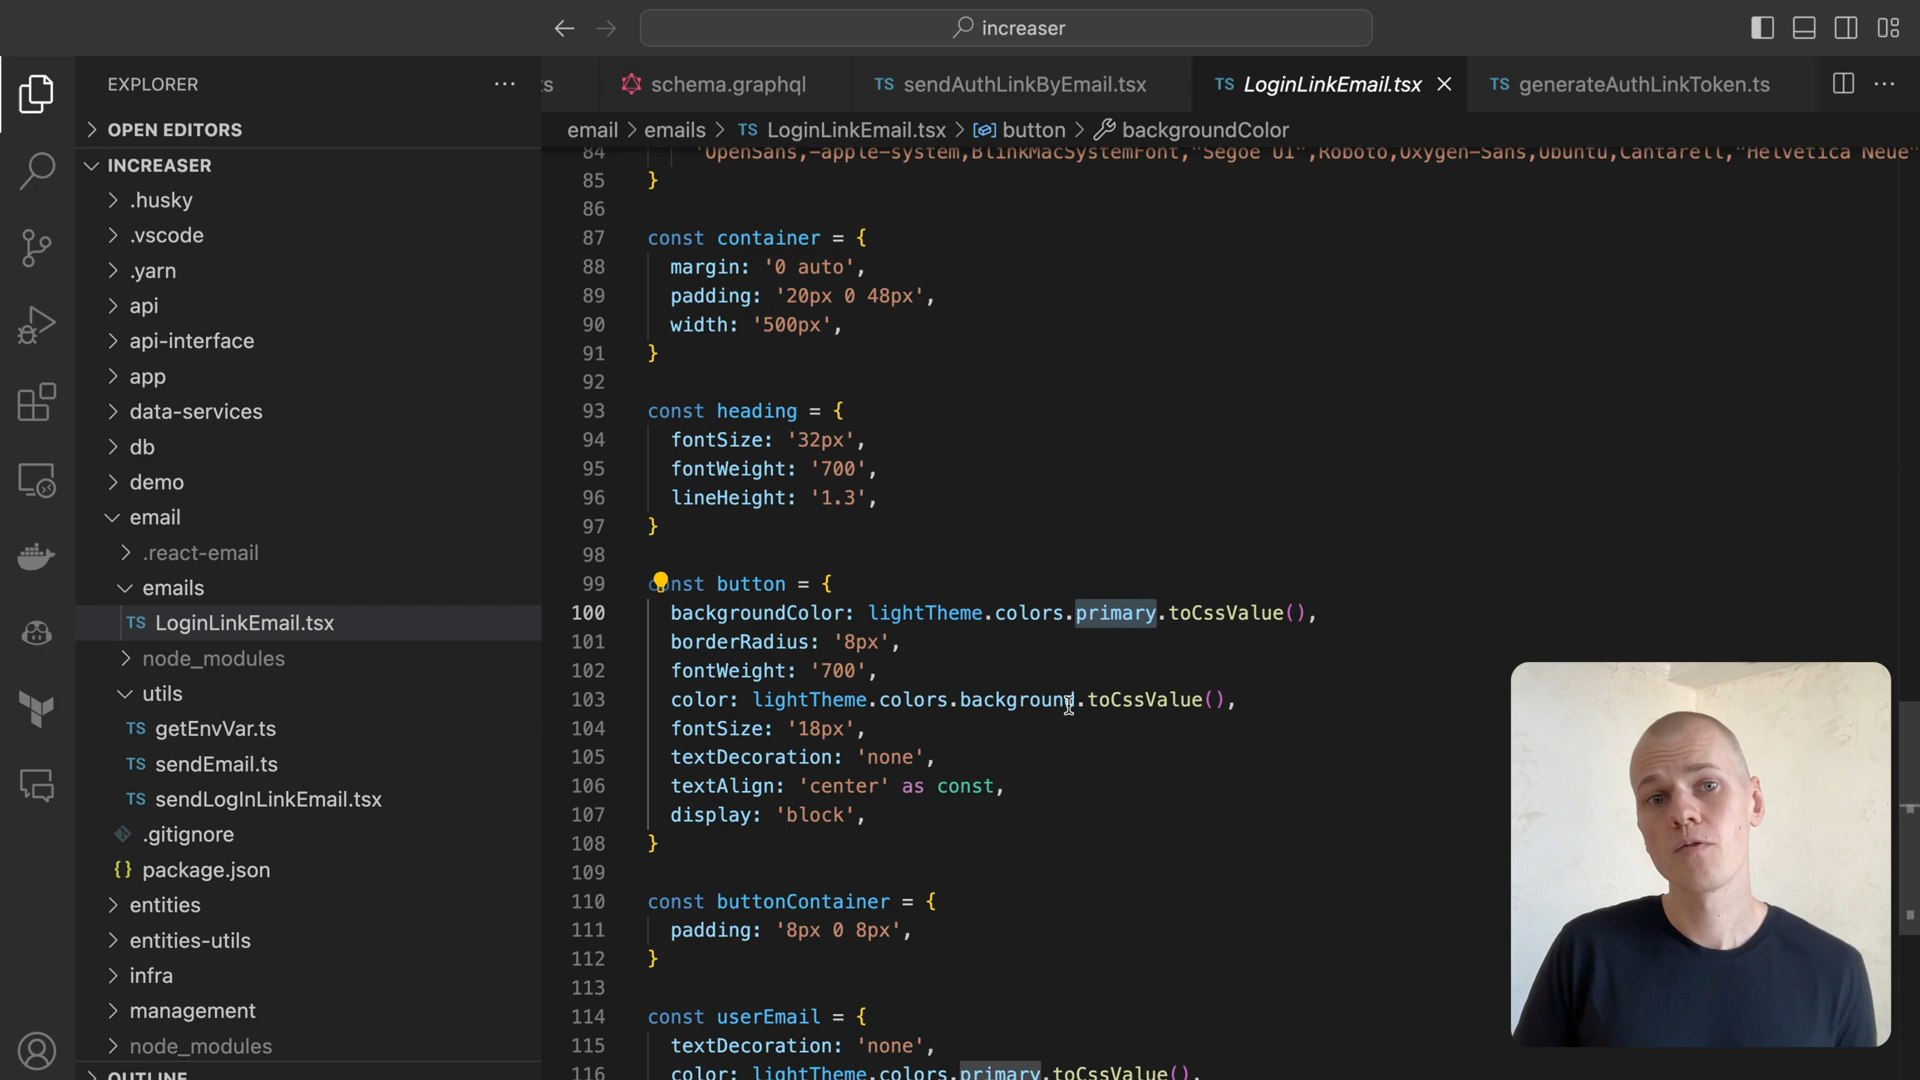 increaser
EXPLORER
OPEN EDITORS
INCREASER
.husky
.vscode
.yarn
api
api-interface
app
data-services
db
demo
email
.react-email
emails
TS LoginLinkEmail.tsx
node_modules
utils
TS getEnvVar.ts
TS sendEmail.ts
TS sendLogInLinkEmail.tsx
.gitignore
{} package.json
entities
entities-utils
infra
management
node_modules
OUTLINE
ts
schema.graphql
TS sendAuthLinkByEmail.tsx
TS LoginLinkEmail.tsx
TS generateAuthLinkToken.ts
email > emails > TS LoginLinkEmail.tsx > button > backgroundColor
84 'OpenSans,-apple-system,BlinkMacSystemFont,"Segoe UI",Roboto,Oxygen-Sans,Ubuntu,Cantarell,"Helvetica Neue"
85 }
86
87 const container = {
88 margin: '0 auto',
89 padding: '20px 0 48px',
90 width: '500px',
91 }
92
93 const heading = {
94 fontSize: '32px',
95 fontWeight: '700',
96 lineHeight: '1.3',
97 }
98
99 const button = {
100 backgroundColor: lightTheme.colors.primary.toCssValue(),
101 borderRadius: '8px',
102 fontWeight: '700',
103 color: lightTheme.colors.background.toCssValue(),
104 fontSize: '18px',
105 textDecoration: 'none',
106 textAlign: 'center' as const,
107 display: 'block',
108 }
109
110 const buttonContainer = {
111 padding: '8px 0 8px',
112 }
113
114 const userEmail = {
115 textDecoration: 'none',
116 color: lightTheme.colors.primary.toCssValue(),